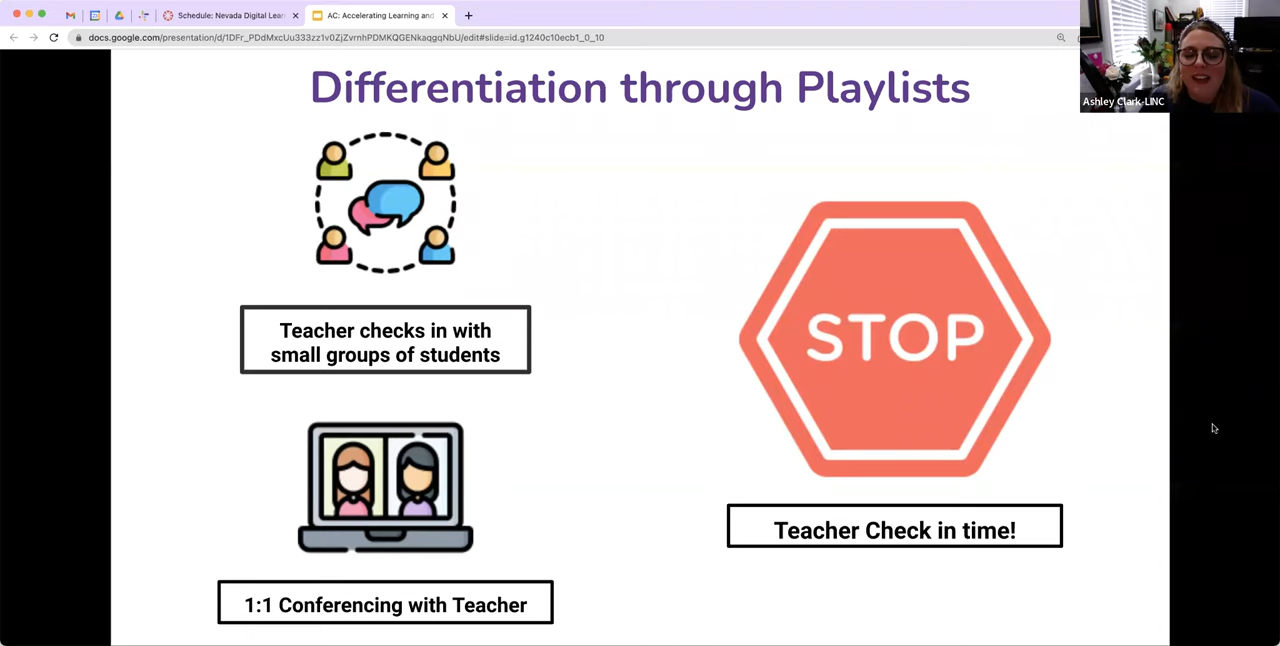 Schedule: Nevada Digital Lear
AC: Accelerating Learning and
docs.google.com/presentation/d/1DFr_PDdMxcUu333zz1v0ZjZvrnhPDMKQGENkaqgqNbU/edit#slide=id.g1240c10ecb1_0_10
Differentiation through Playlists
Ashley Clark-LINC
Teacher checks in with
small groups of students
STOP
Teacher Check in time!
1:1 Conferencing with Teacher